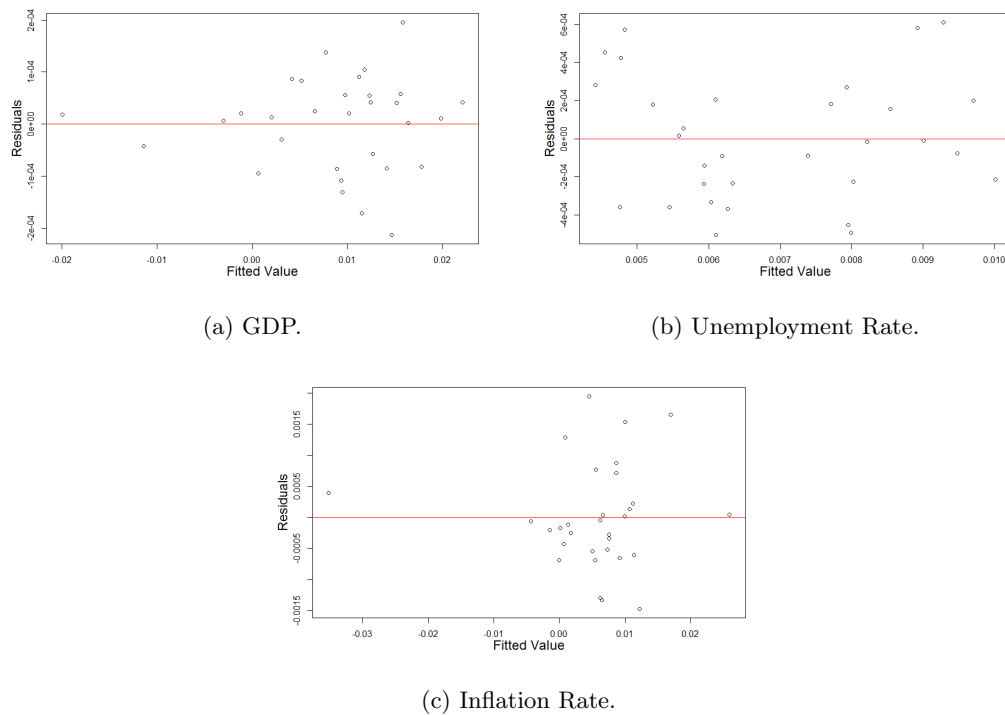 2e-04
1e-04
0e+00
-1e-04
-2e-04
Residuals
-0.02 -0.01 0.00 0.01 0.02
Fitted Value
(a) GDP.
6e-04
4e-04
2e-04
0e+00
-2e-04
-4e-04
Residuals
0.005 0.006 0.007 0.008 0.009 0.010
Fitted Value
(b) Unemployment Rate.
0.0015
0.0005
-0.0005
-0.0015
Residuals
-0.03 -0.02 -0.01 0.00 0.01 0.02
Fitted Value
(c) Inflation Rate.